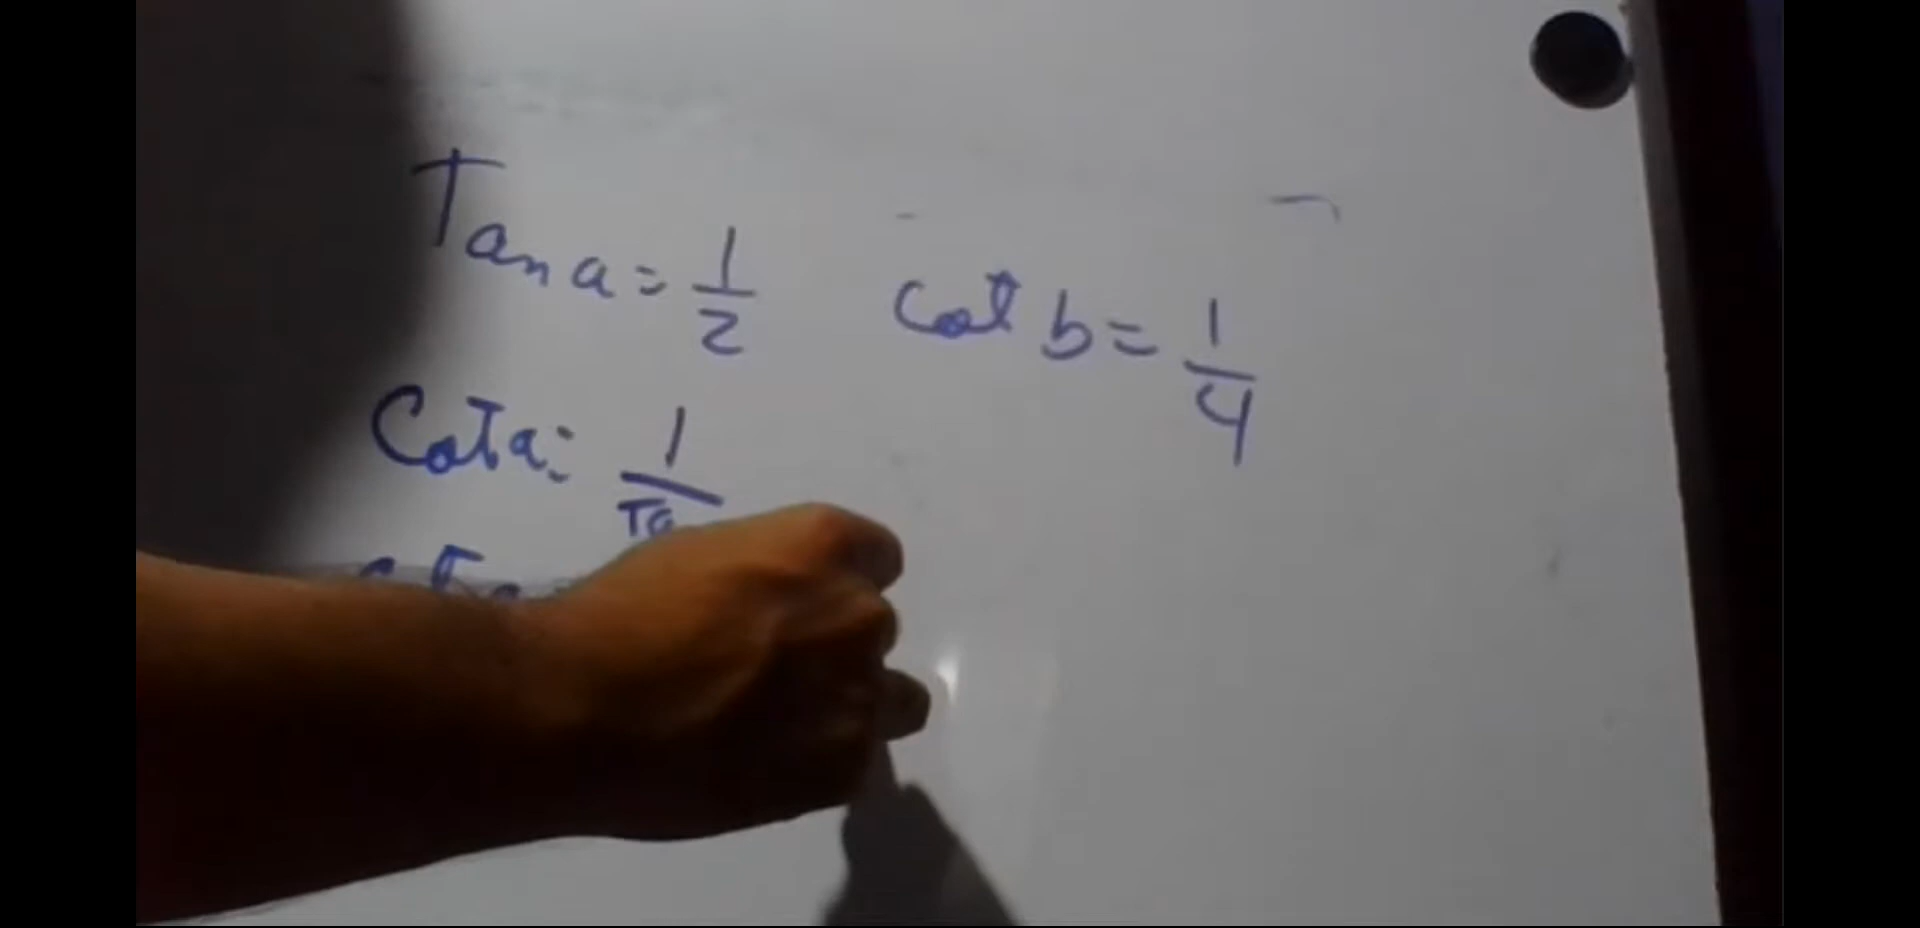 Tan a = 1/2
Cot b = 1/4
Cot a = 1/Ta